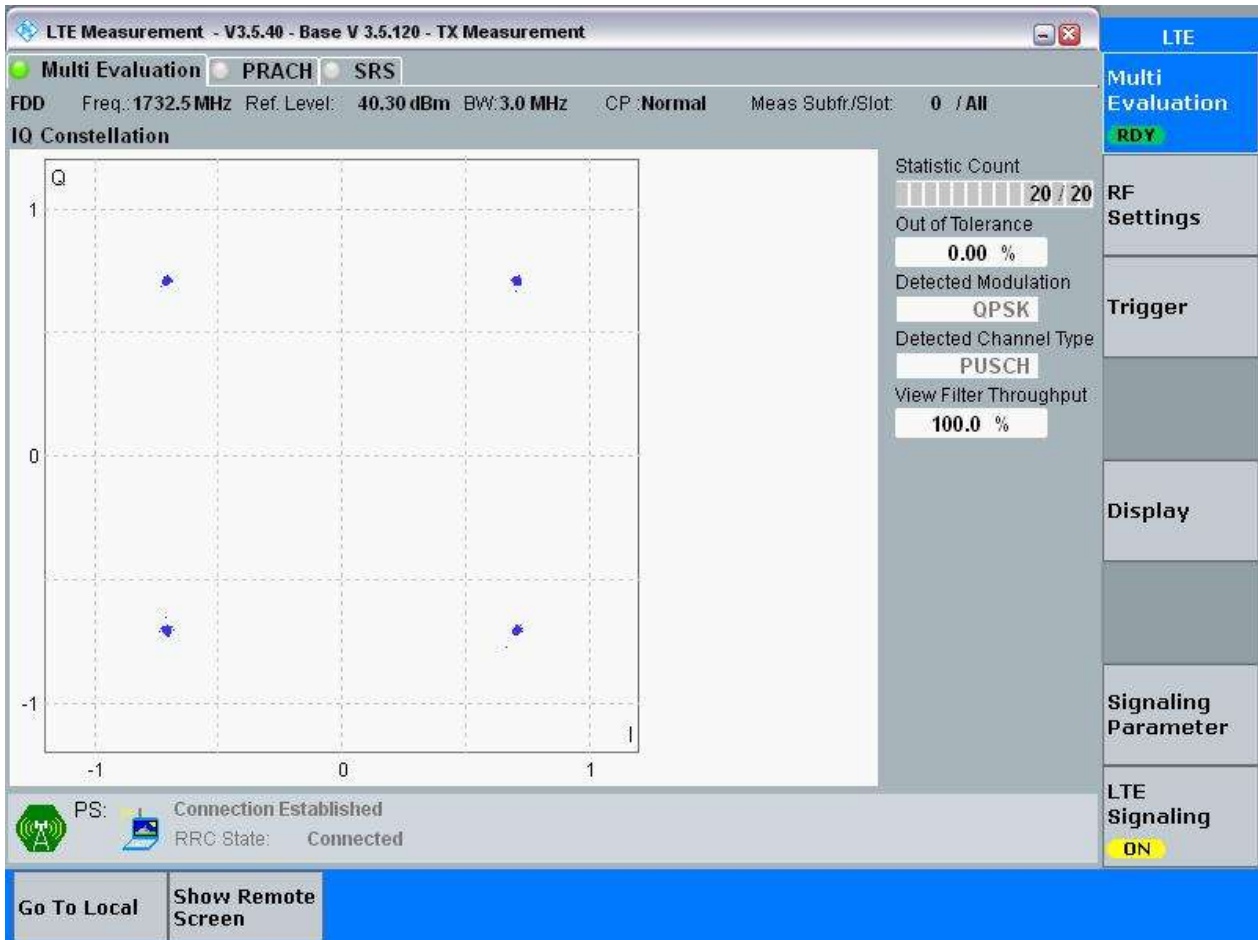 LTE Measurement - V3.5.40 - Base V 3.5.120 - TX Measurement
LTE
Multi Evaluation PRACH SRS
FDD Freq.:1732.5 MHz Ref. Level: 40.30 dBm BW:3.0 MHz CP :Normal Meas Subfr./Slot: 0 / All
Multi
Evaluation
RDY
IQ Constellation
Q
1
0
-1
I
-1 0 1
Statistic Count
20 / 20
Out of Tolerance
0.00 %
Detected Modulation
QPSK
Detected Channel Type
PUSCH
View Filter Throughput
100.0 %
RF
Settings
Trigger
Display
Signaling
Parameter
LTE
Signaling
ON
PS: Connection Established
RRC State: Connected
Go To Local
Show Remote
Screen